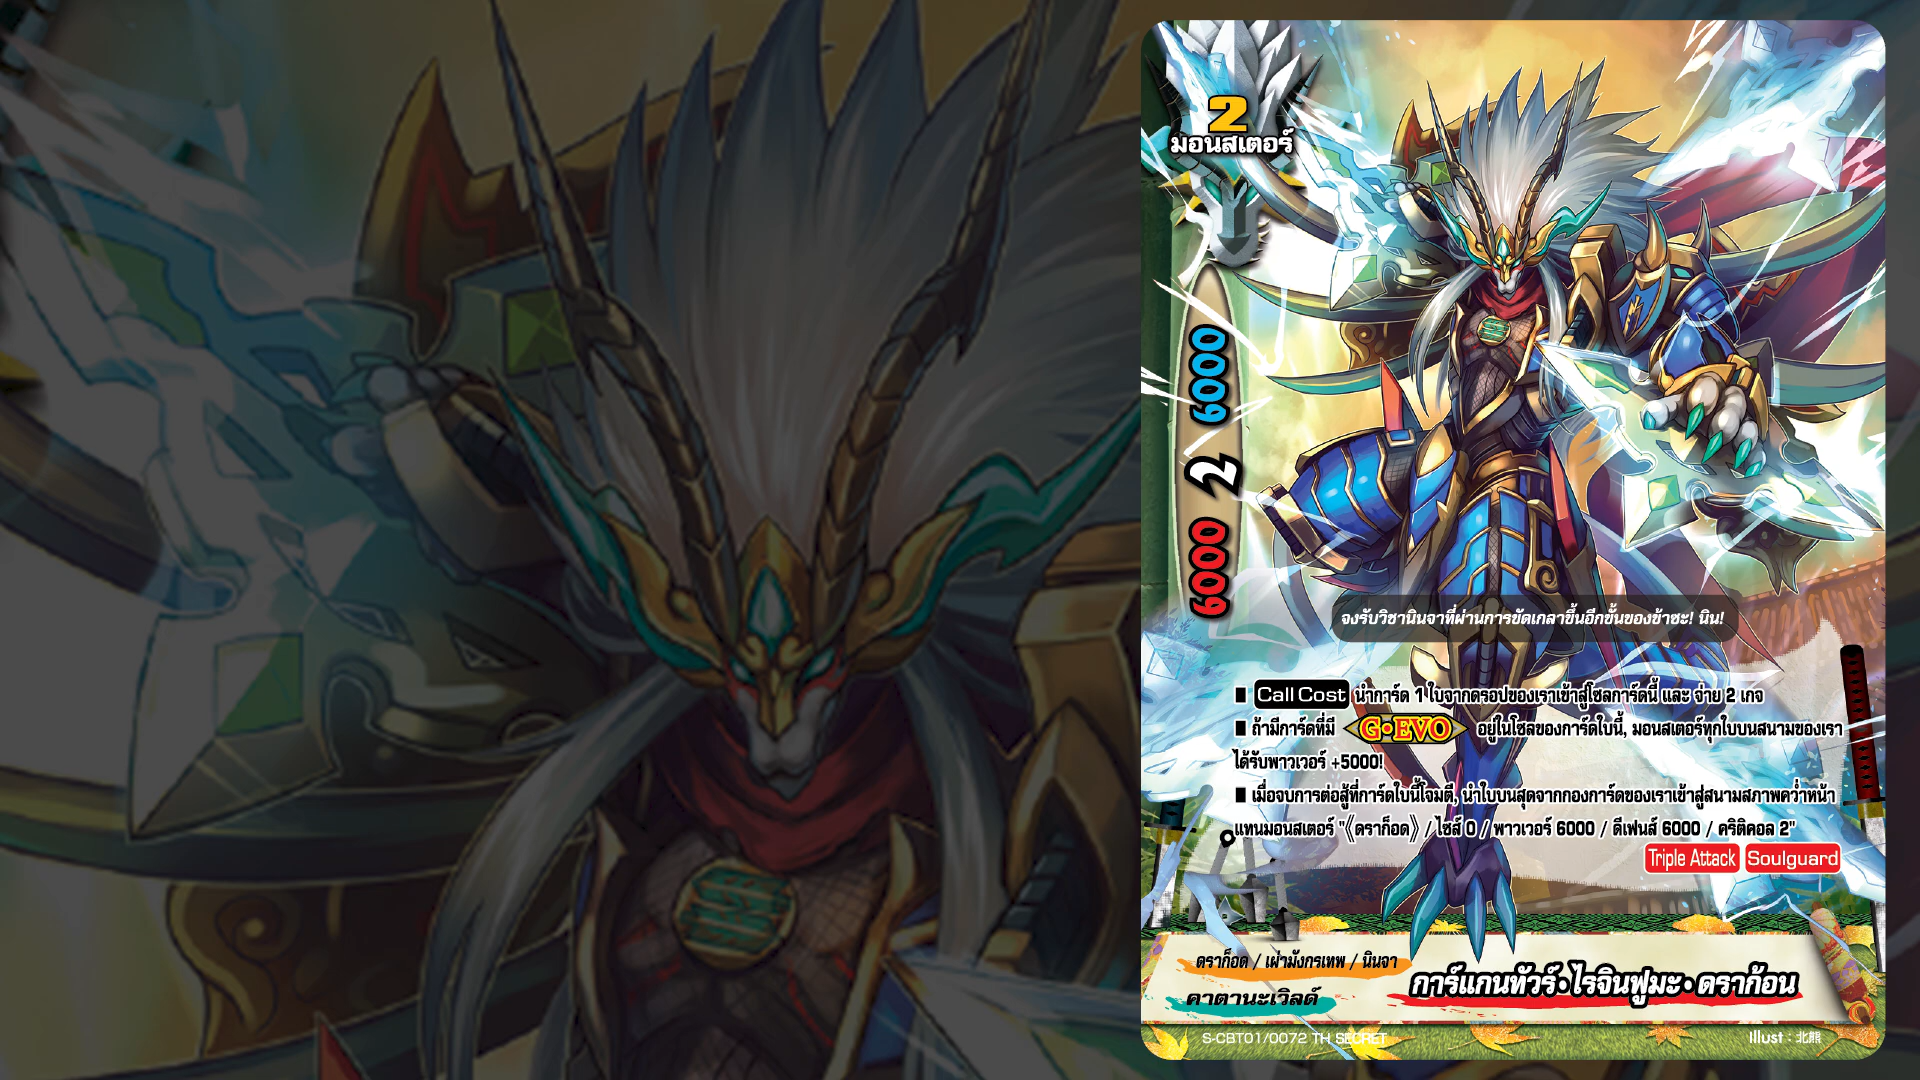 2
มอนสเตอร์
6000
2
6000
จงรับวิชานินจาที่ผ่านการขัดเกลาขึ้นอีกขั้นของข้าซะ! นิน!
■ Call Cost นำการ์ด 1 ใบจากดรอปของเราเข้าสู่โซลการ์ดนี้ และ จ่าย 2 เกจ
■ ถ้ามีการ์ดที่มี G•EVO อยู่ในโซลของการ์ดใบนี้, มอนสเตอร์ทุกใบบนสนามของเรา
ได้รับพาวเวอร์ +5000!
■ เมื่อจบการต่อสู้ที่การ์ดใบนี้โจมตี, นำใบบนสุดจากกองการ์ดของเราเข้าสู่สนามสภาพคว่ำหน้า
แทนมอนสเตอร์ "《ดราก็อด》 / ไซส์ 0 / พาวเวอร์ 6000 / ดีเฟนส์ 6000 / คริติคอล 2"
Triple Attack Soulguard
ดราก็อด / เผ่ามังกรเทพ / นินจา
คาตานะเวิลด์
การ์แกนทัวร์•ไรจินฟูมะ•ดราก้อน
S-CBT01/0072 TH SECRET
Illust : 北熊